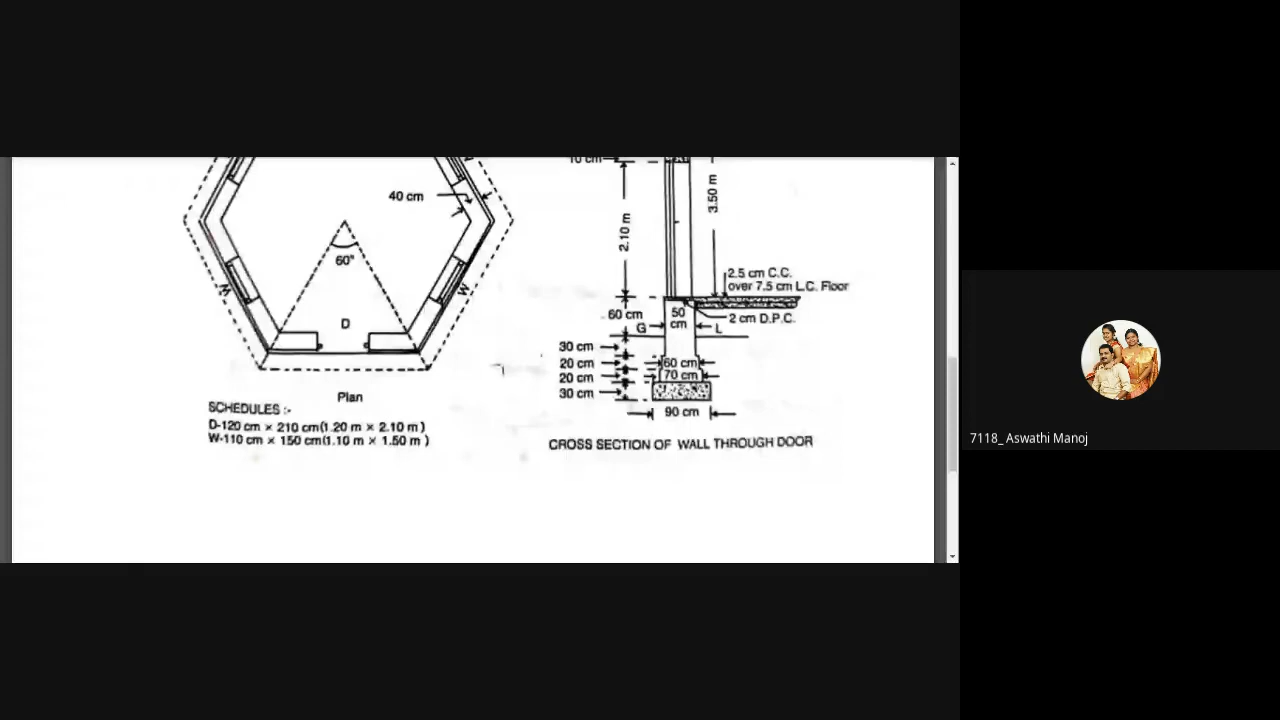 10 cm
40 cm
3.50 m
2.10 m
60°
2.5 cm C.C.
over 7.5 cm L.C. Floor
W
W
D
60 cm
50
cm
2 cm D.P.C.
G
L
30 cm
20 cm
60 cm
20 cm
70 cm
30 cm
90 cm
Plan
SCHEDULES :-
D-120 cm × 210 cm(1.20 m × 2.10 m)
W-110 cm × 150 cm(1.10 m × 1.50 m)
CROSS SECTION OF WALL THROUGH DOOR
7118_ Aswathi Manoj